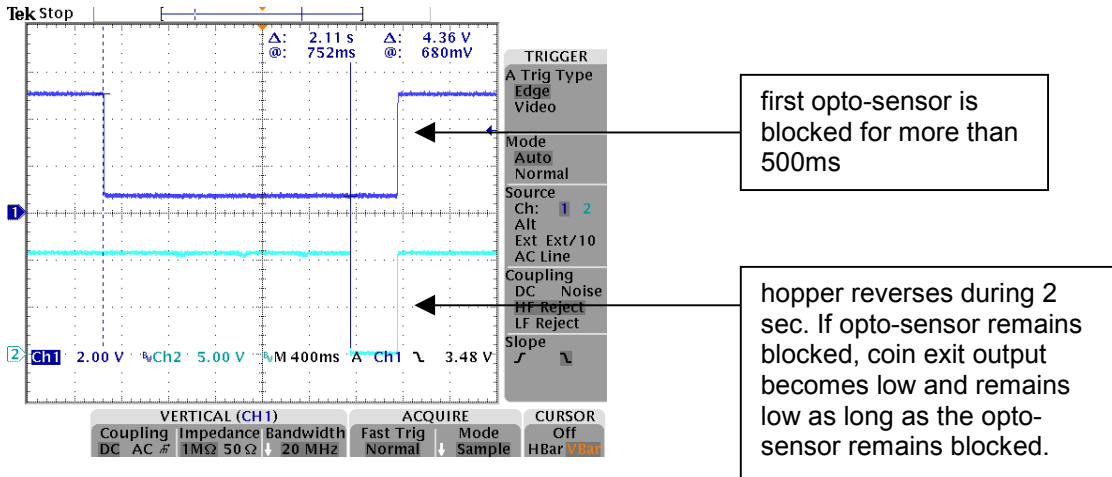 Tek Stop
Δ: 2.11 s Δ: 4.36 V
@: 752ms @: 680mV
1
2
Ch1 2.00 V Ch2 5.00 V M 400ms A Ch1 3.48 V
TRIGGER
A Trig Type
Edge
Video
Mode
Auto
Normal
Source
Ch: 1 2
Alt
Ext Ext/10
AC Line
Coupling
DC Noise
HF Reject
LF Reject
Slope
VERTICAL (CH1)
Coupling Impedance Bandwidth
DC AC 1MΩ 50 Ω 20 MHz
ACQUIRE
Fast Trig Mode
Normal Sample
CURSOR
Off
HBar VBar
first opto-sensor is
blocked for more than
500ms
hopper reverses during 2
sec. If opto-sensor remains
blocked, coin exit output
becomes low and remains
low as long as the opto-
sensor remains blocked.